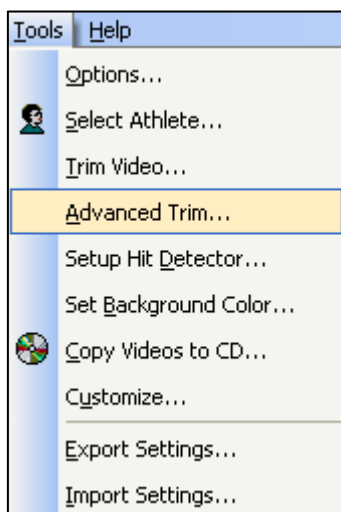 Tools Help
Options...
Select Athlete...
Trim Video...
Advanced Trim...
Setup Hit Detector...
Set Background Color...
Copy Videos to CD...
Customize...
Export Settings...
Import Settings...